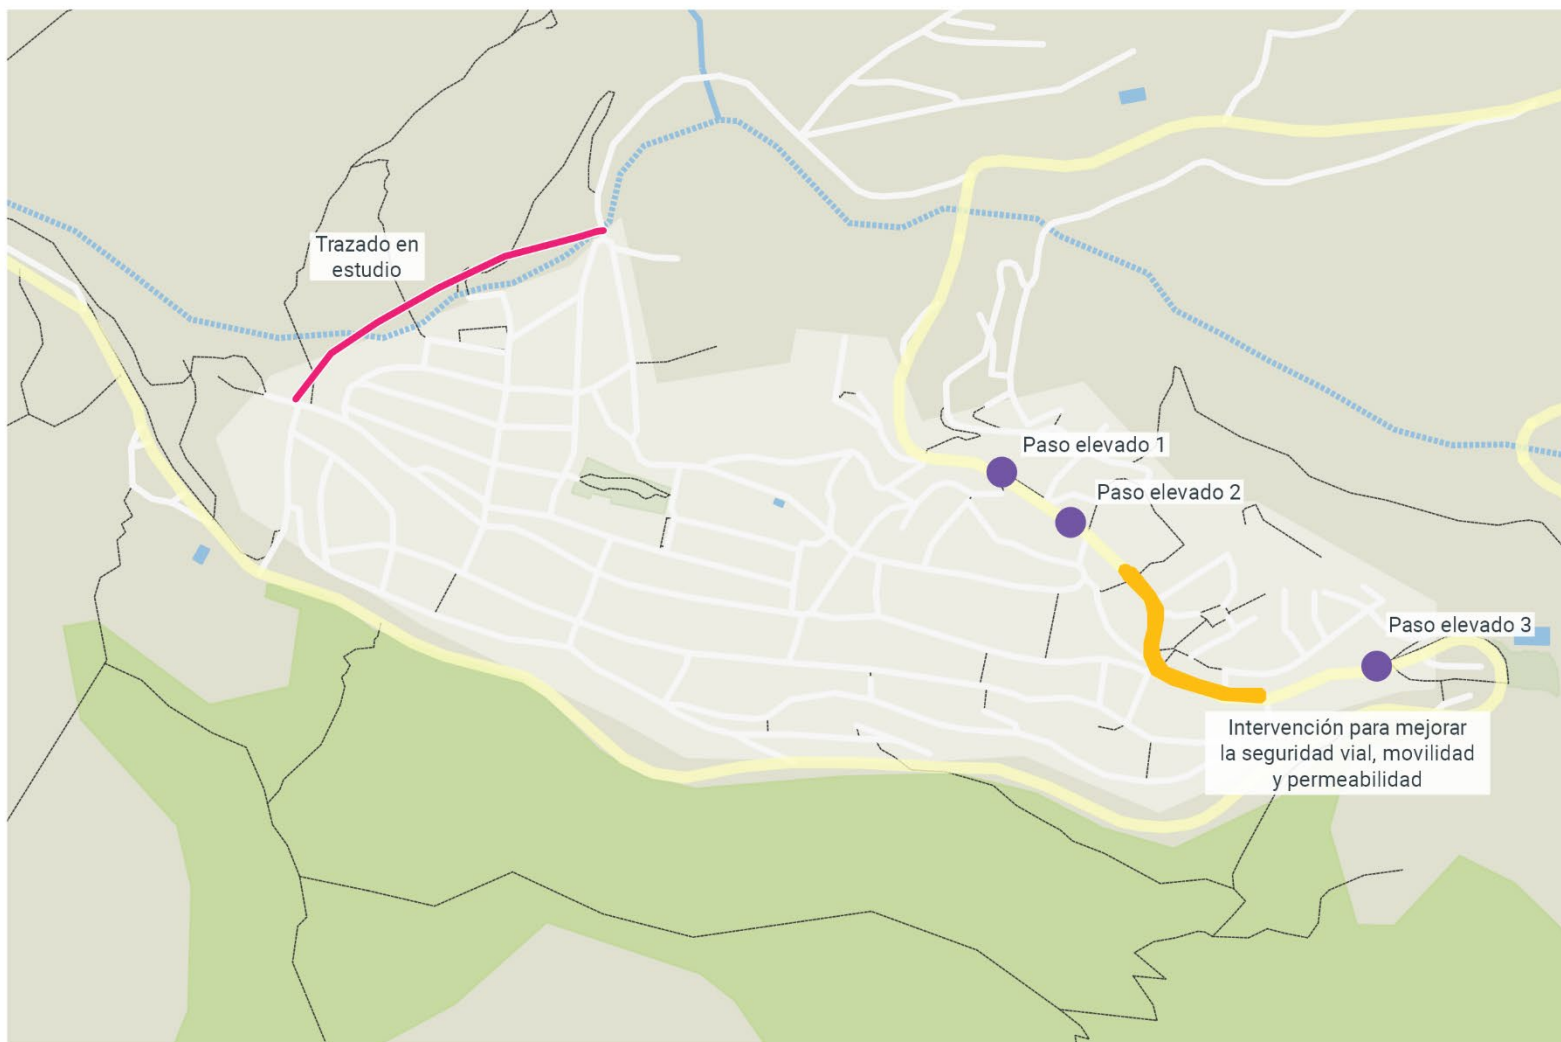 Trazado en
estudio
Paso elevado 1
Paso elevado 2
Paso elevado 3
Intervención para mejorar
la seguridad vial, movilidad
y permeabilidad